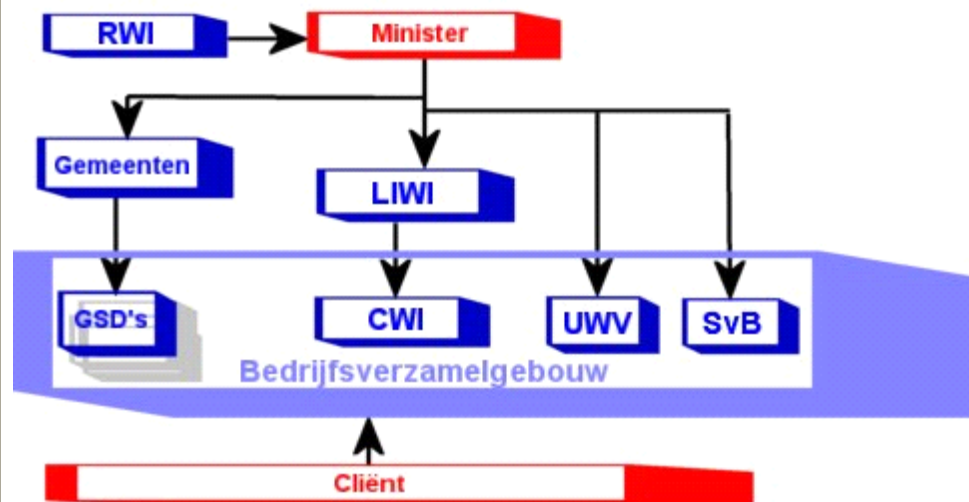 RWI
Minister
Gemeenten
LIWI
GSD's
CWI
UWV
SvB
Bedrijfsverzamelgebouw
Cliënt